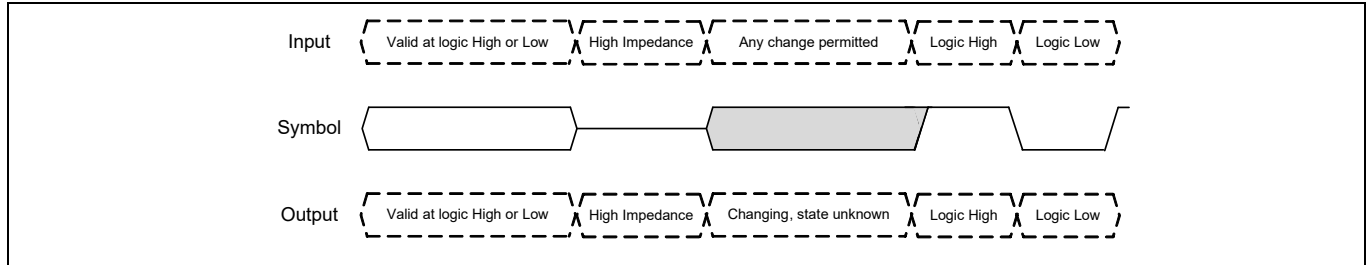 Input Valid at logic High or Low High Impedance Any change permitted Logic High Logic Low
Symbol
Output Valid at logic High or Low High Impedance Changing, state unknown Logic High Logic Low